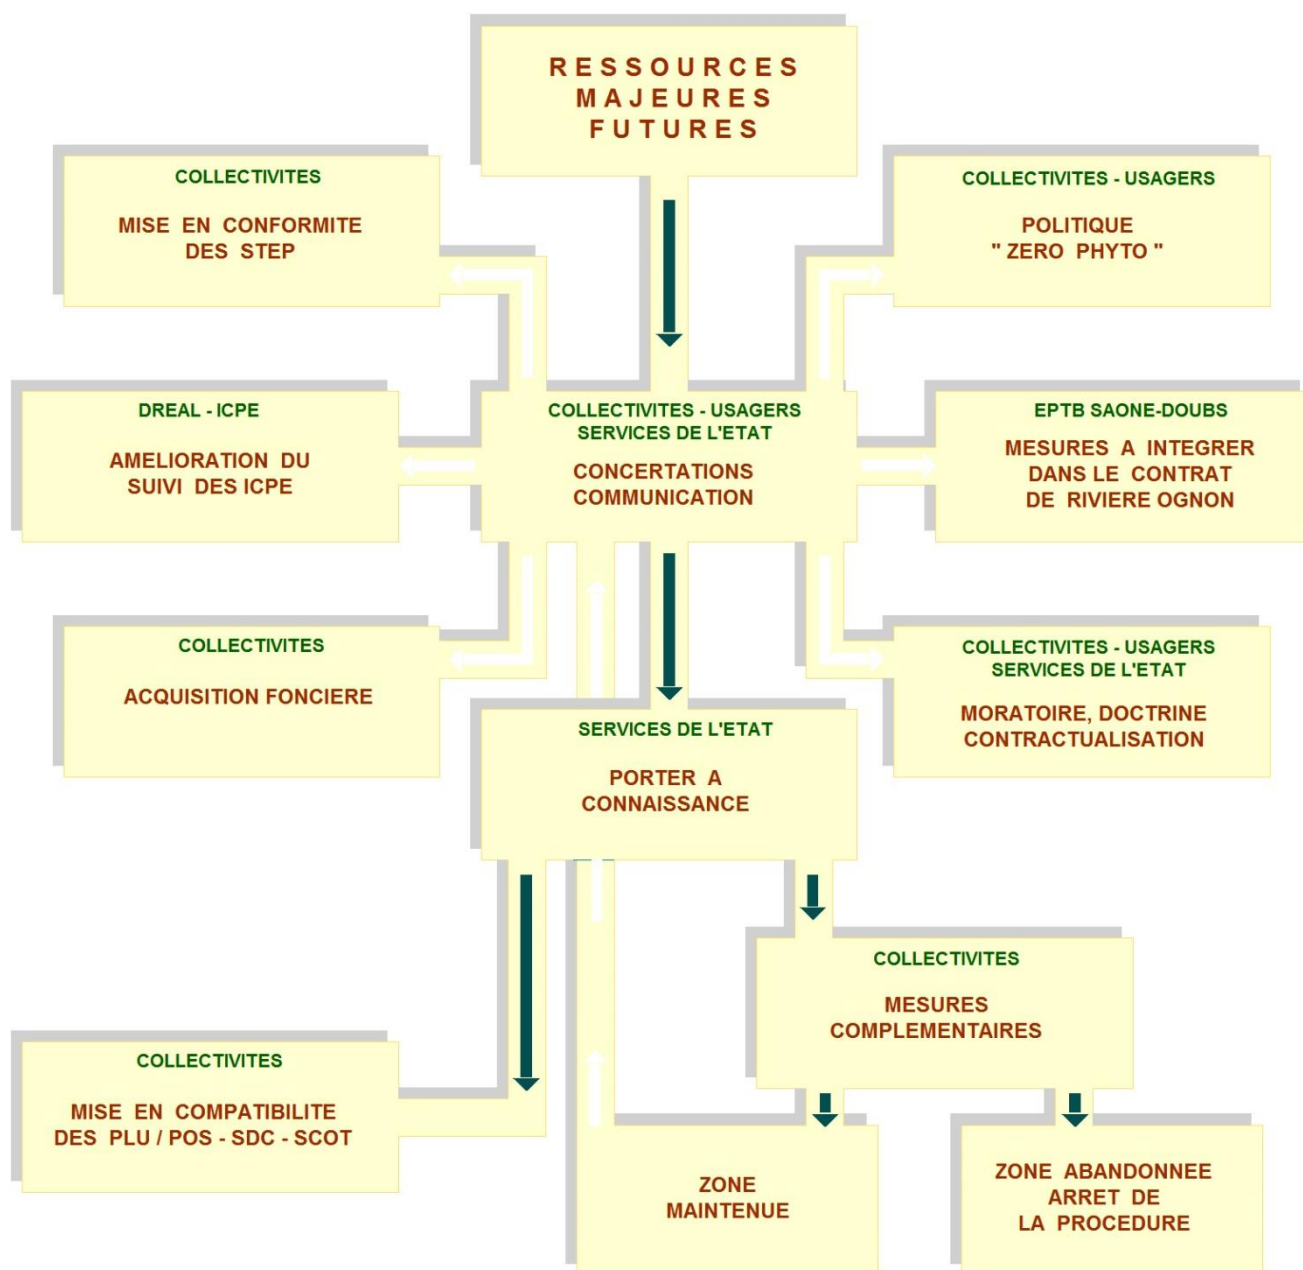 RESSOURCES
MAJEURES
FUTURES
COLLECTIVITES
MISE EN CONFORMITE
DES STEP
COLLECTIVITES - USAGERS
POLITIQUE
" ZERO PHYTO "
DREAL - ICPE
AMELIORATION DU
SUIVI DES ICPE
COLLECTIVITES - USAGERS
SERVICES DE L'ETAT
CONCERTATIONS
COMMUNICATION
EPTB SAONE-DOUBS
MESURES A INTEGRER
DANS LE CONTRAT
DE RIVIERE OGNON
COLLECTIVITES
ACQUISITION FONCIERE
COLLECTIVITES - USAGERS
SERVICES DE L'ETAT
MORATOIRE, DOCTRINE
CONTRACTUALISATION
SERVICES DE L'ETAT
PORTER A
CONNAISSANCE
COLLECTIVITES
MESURES
COMPLEMENTAIRES
COLLECTIVITES
MISE EN COMPATIBILITE
DES PLU / POS - SDC - SCOT
ZONE
MAINTENUE
ZONE ABANDONNEE
ARRET DE
LA PROCEDURE